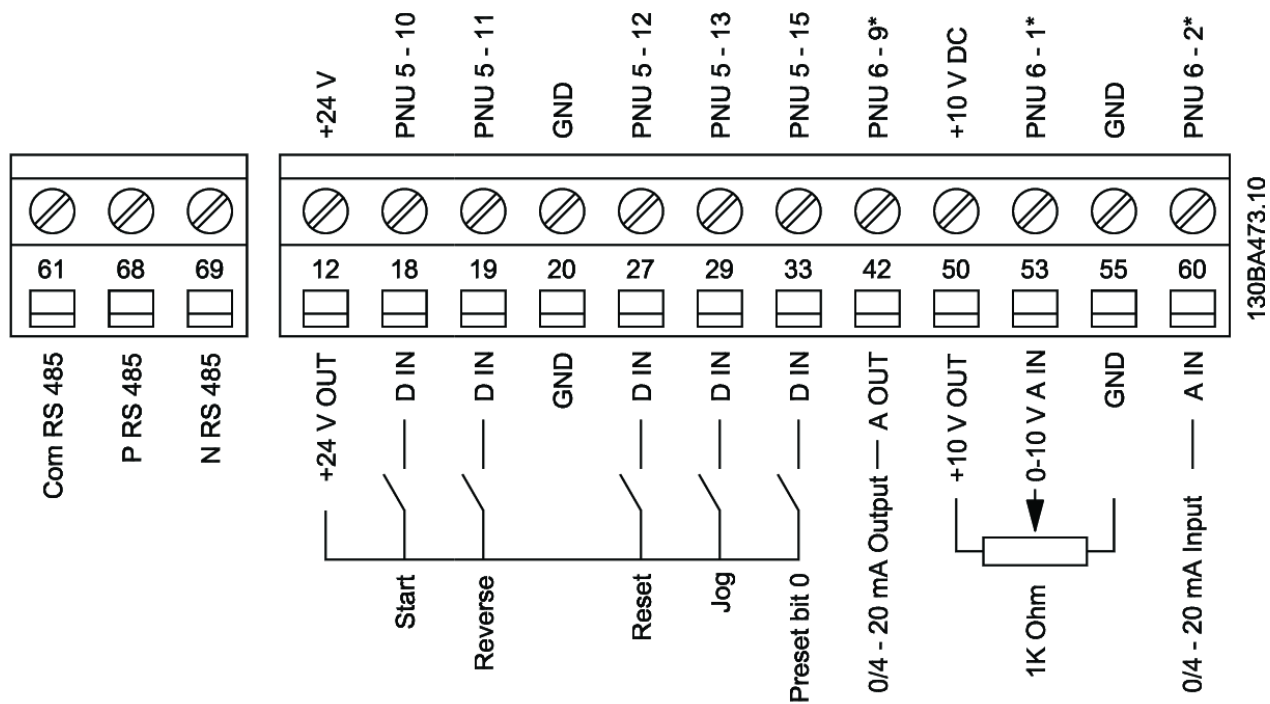 +24 V
PNU 5 - 10
PNU 5 - 11
GND
PNU 5 - 12
PNU 5 - 13
PNU 5 - 15
PNU 6 - 9*
+10 V DC
PNU 6 - 1*
GND
PNU 6 - 2*
61
68
69
12
18
19
20
27
29
33
42
50
53
55
60
130BA473.10
Com RS 485
P RS 485
N RS 485
+24 V OUT
D IN
D IN
GND
D IN
D IN
D IN
0/4 - 20 mA Output
A OUT
+10 V OUT
0-10 V A IN
GND
0/4 - 20 mA Input
A IN
Start
Reverse
Reset
Jog
Preset bit 0
1K Ohm